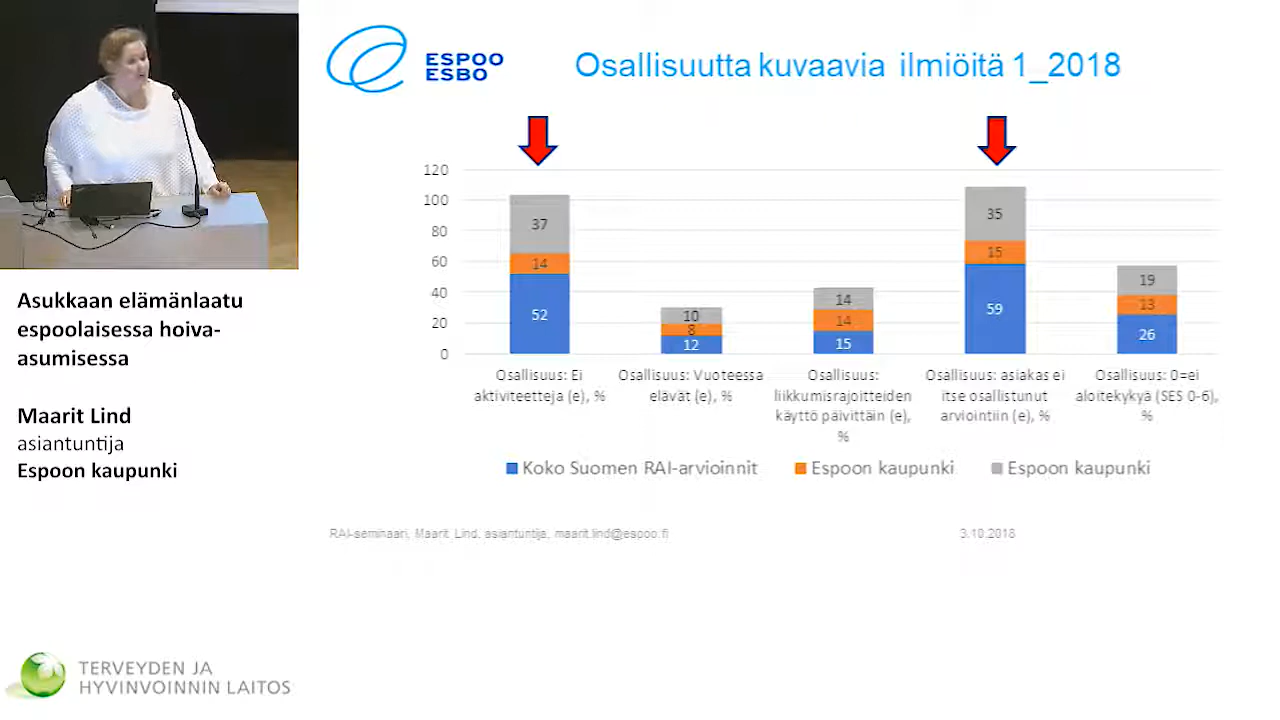 ESPOO
ESBO
Osallisuutta kuvaavia ilmiöitä 1_2018
120
100
80
60
40
20
0
37
14
52
10
8
12
14
14
15
35
15
59
19
13
26
Osallisuus: Ei
aktiviteetteja (e), %
Osallisuus: Vuoteessa
elävät (e), %
Osallisuus:
liikkumisrajoitteiden
käyttö päivittäin (e),
%
Osallisuus: asiakas ei
itse osallistunut
arviointiin (e), %
Osallisuus: 0=ei
aloitekykyä (SES 0-6),
%
Koko Suomen RAI-arvioinnit
Espoon kaupunki
Espoon kaupunki
RAI-seminaari, Maarit Lind, asiantuntija, maarit.lind@espoo.fi
3.10.2018
Asukkaan elämänlaatu
espoolaisessa hoiva-
asumisessa
Maarit Lind
asiantuntija
Espoon kaupunki
TERVEYDEN JA
HYVINVOINNIN LAITOS